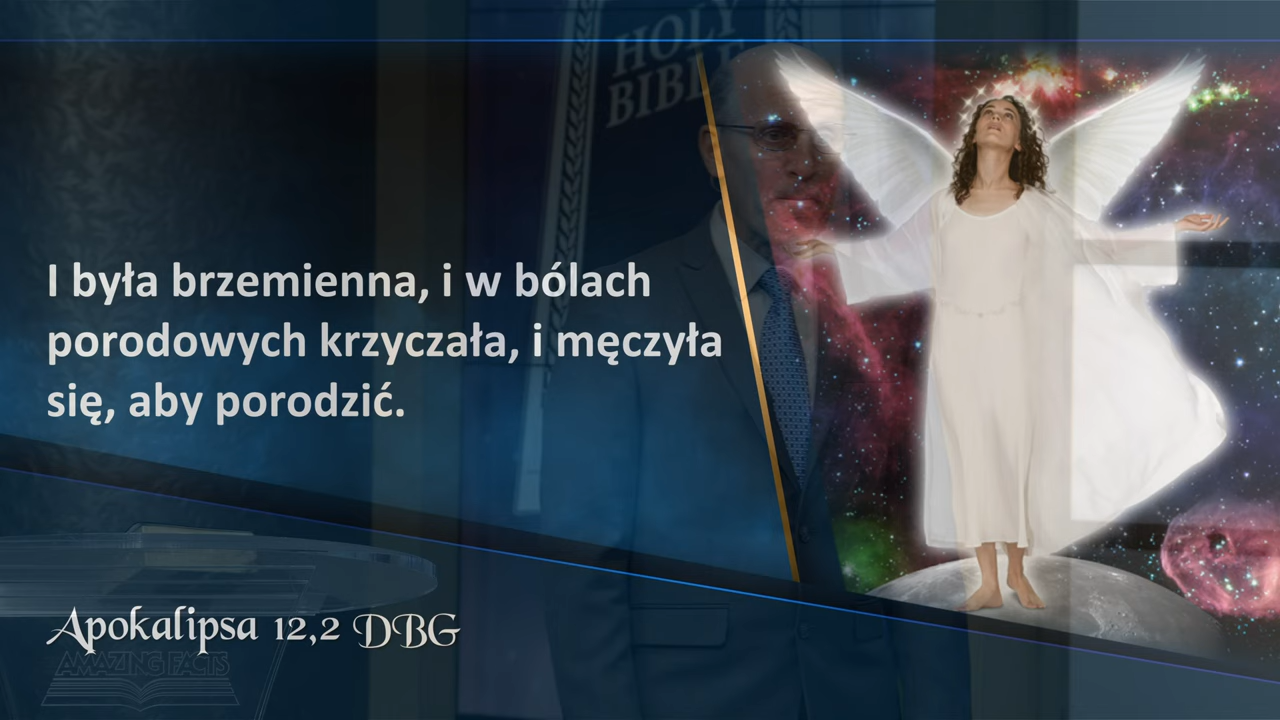 HOLY
BIBLE
I była brzemienna, i w bólach
porodowych krzyczała, i męczyła
się, aby porodzić.
Apokalipsa 12,2 DBG
AMAZING FACTS